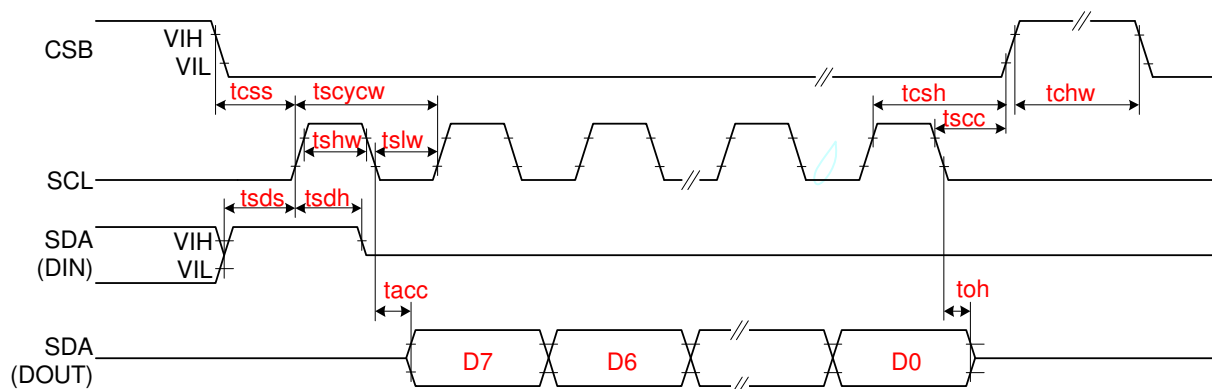 CSB
VIH
VIL
tcss
tscycw
tcsh
tchw
tscc
tshw
tslw
SCL
tsds
tsdh
SDA
(DIN)
VIH
VIL
tacc
toh
SDA
(DOUT)
D7
D6
D0